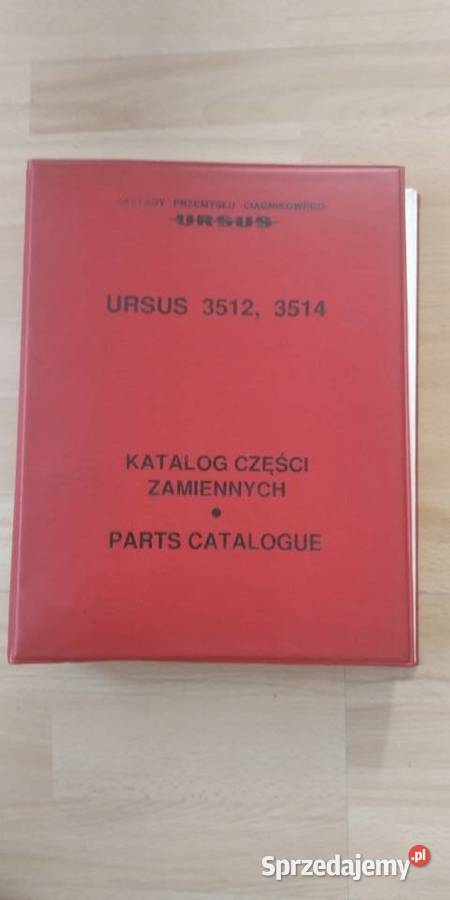 ZAKŁADY PRZEMYSŁU CIĄGNIKOWEGO
URSUS
URSUS 3512, 3514
KATALOG CZĘŚCI
ZAMIENNYCH
•
PARTS CATALOGUE
Sprzedajemy.pl